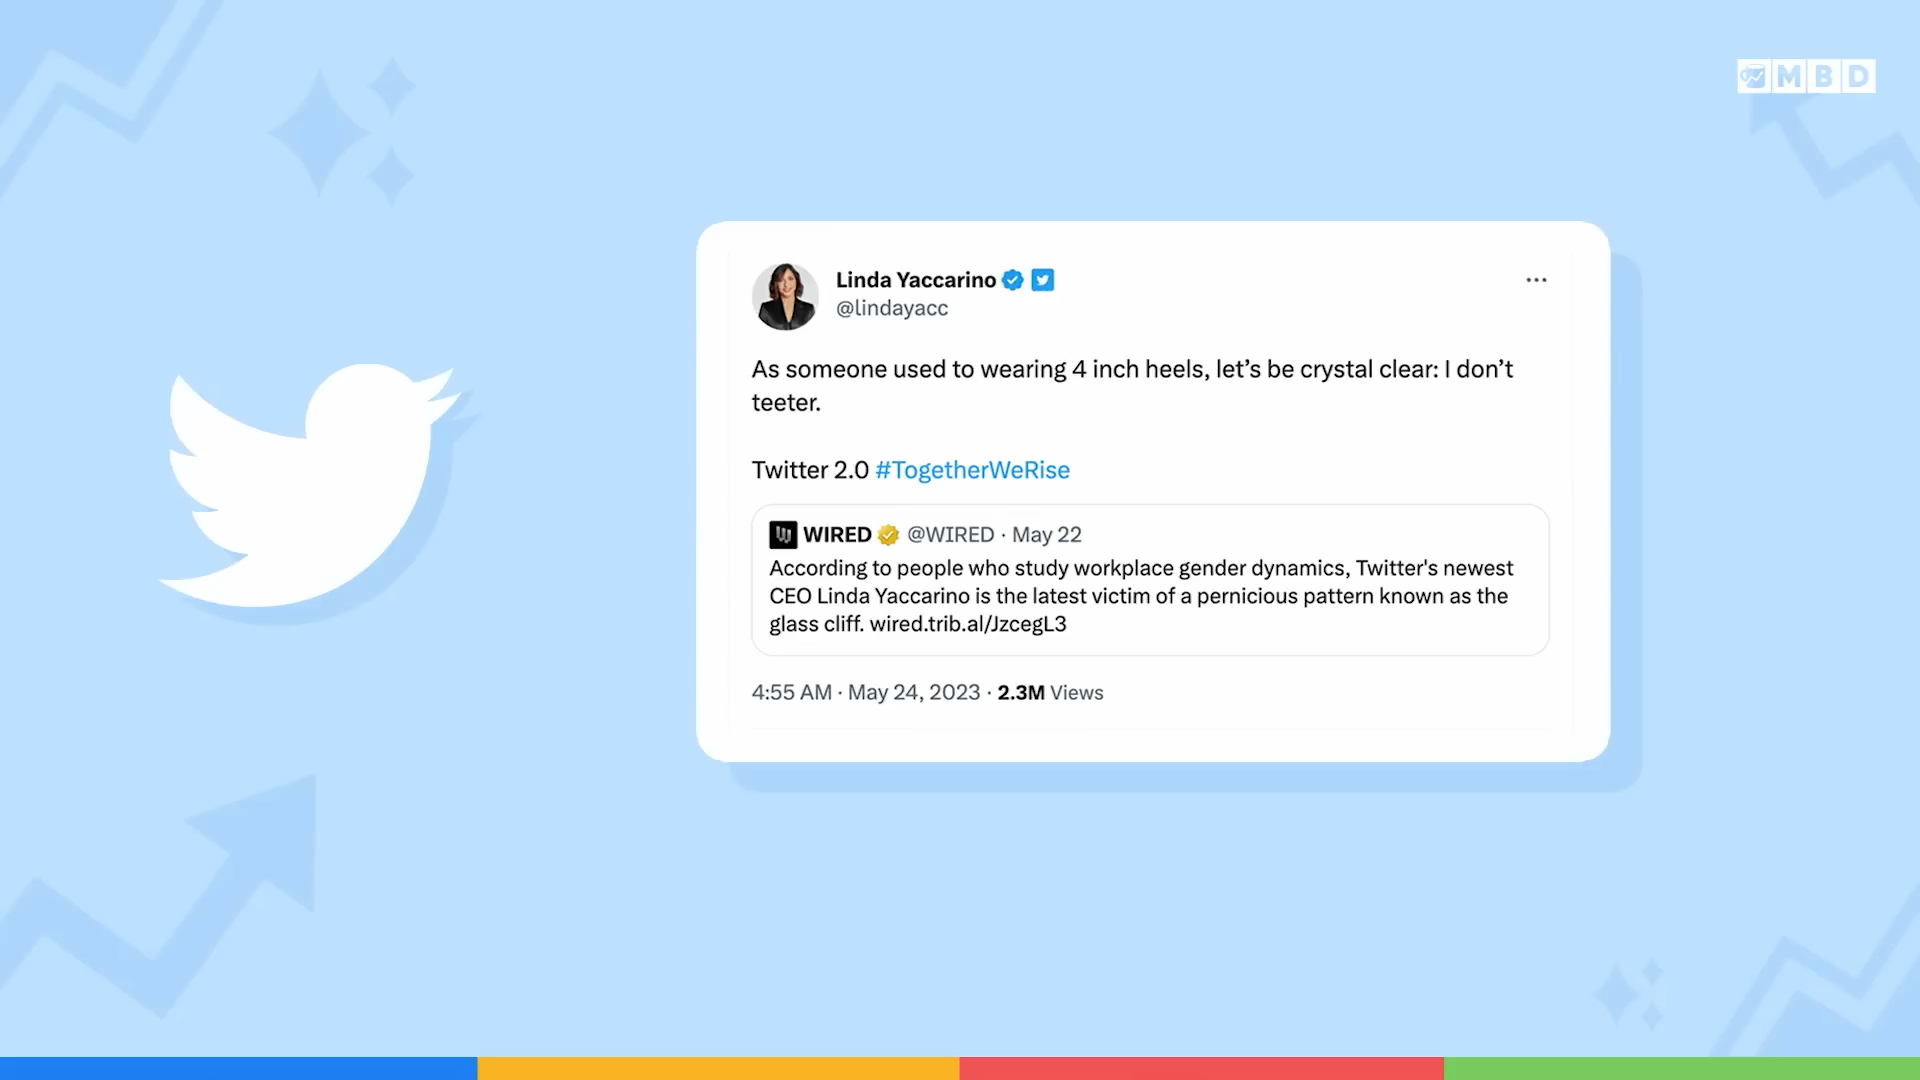 MBD
Linda Yaccarino
@lindayacc
As someone used to wearing 4 inch heels, let’s be crystal clear: I don’t
teeter.
Twitter 2.0 #TogetherWeRise
WIRED @WIRED · May 22
According to people who study workplace gender dynamics, Twitter's newest
CEO Linda Yaccarino is the latest victim of a pernicious pattern known as the
glass cliff. wired.trib.al/JzcegL3
4:55 AM · May 24, 2023 · 2.3M Views